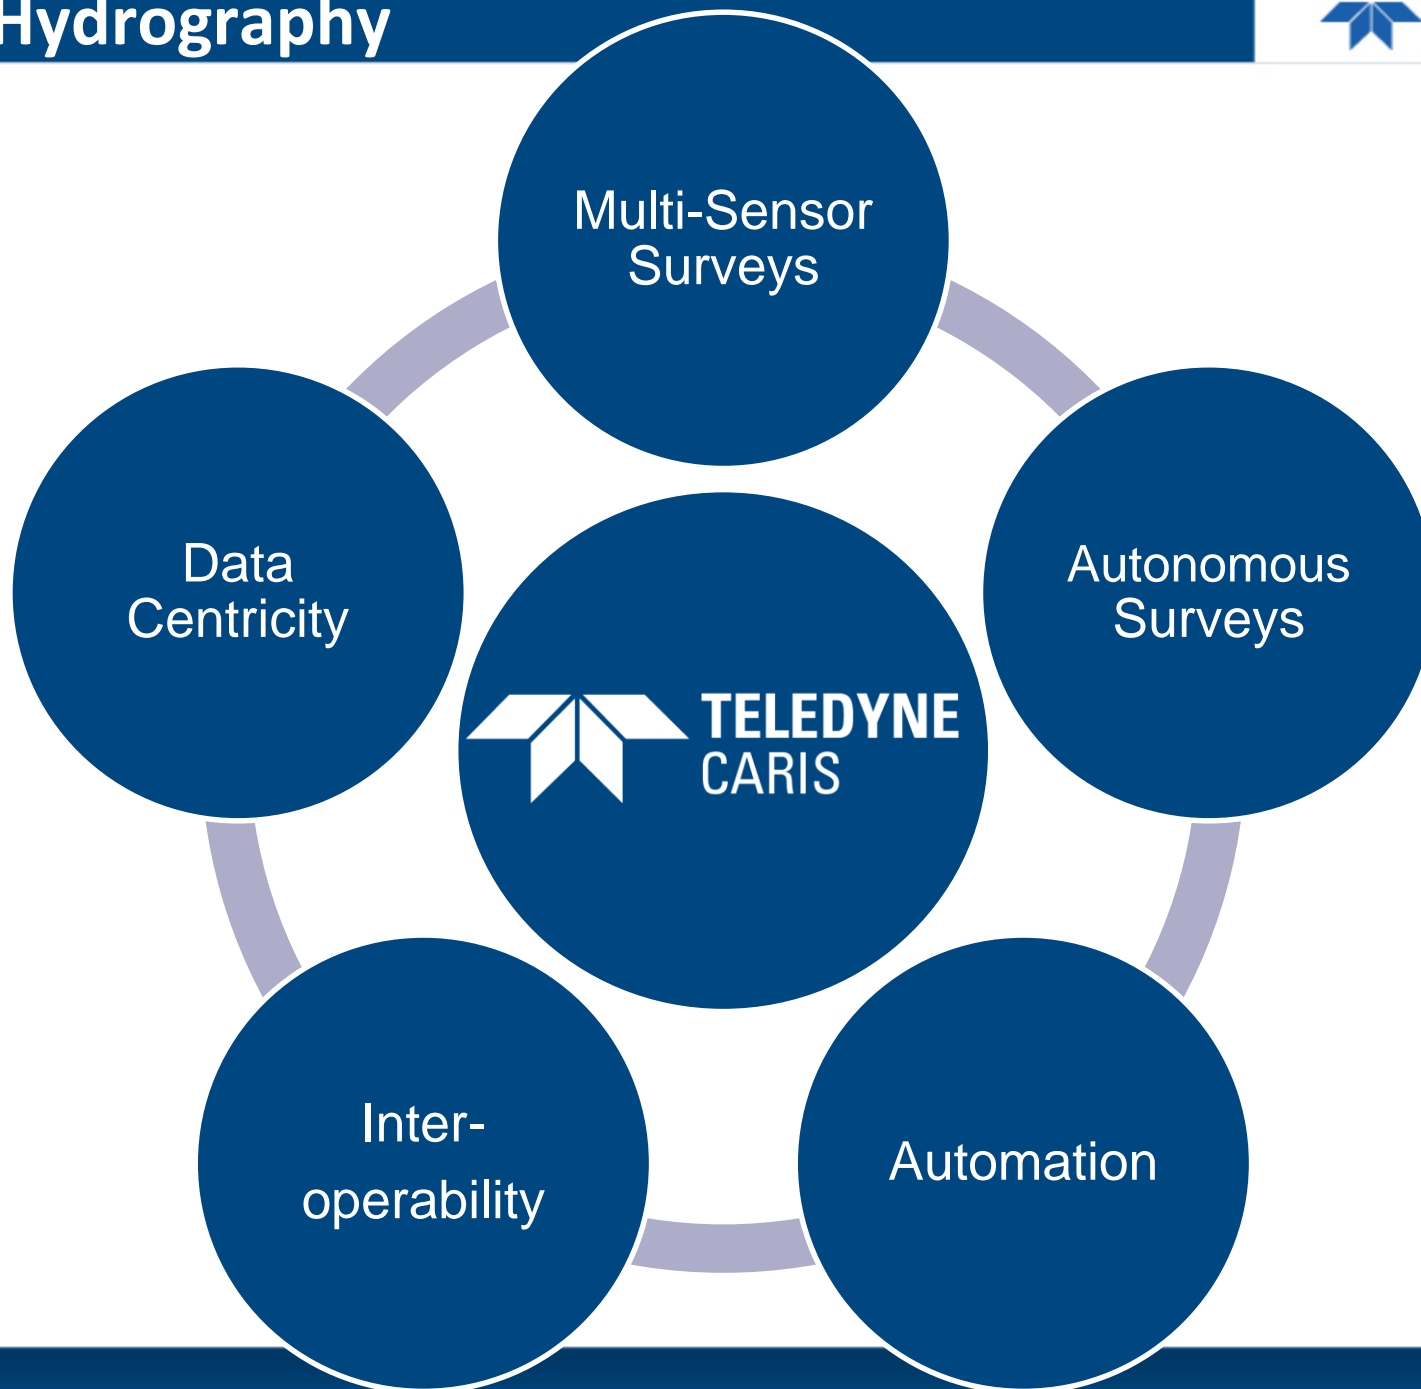 Hydrography
Multi-Sensor
Surveys
Data
Centricity
Autonomous
Surveys
TELEDYNE
CARIS
Inter-
operability
Automation